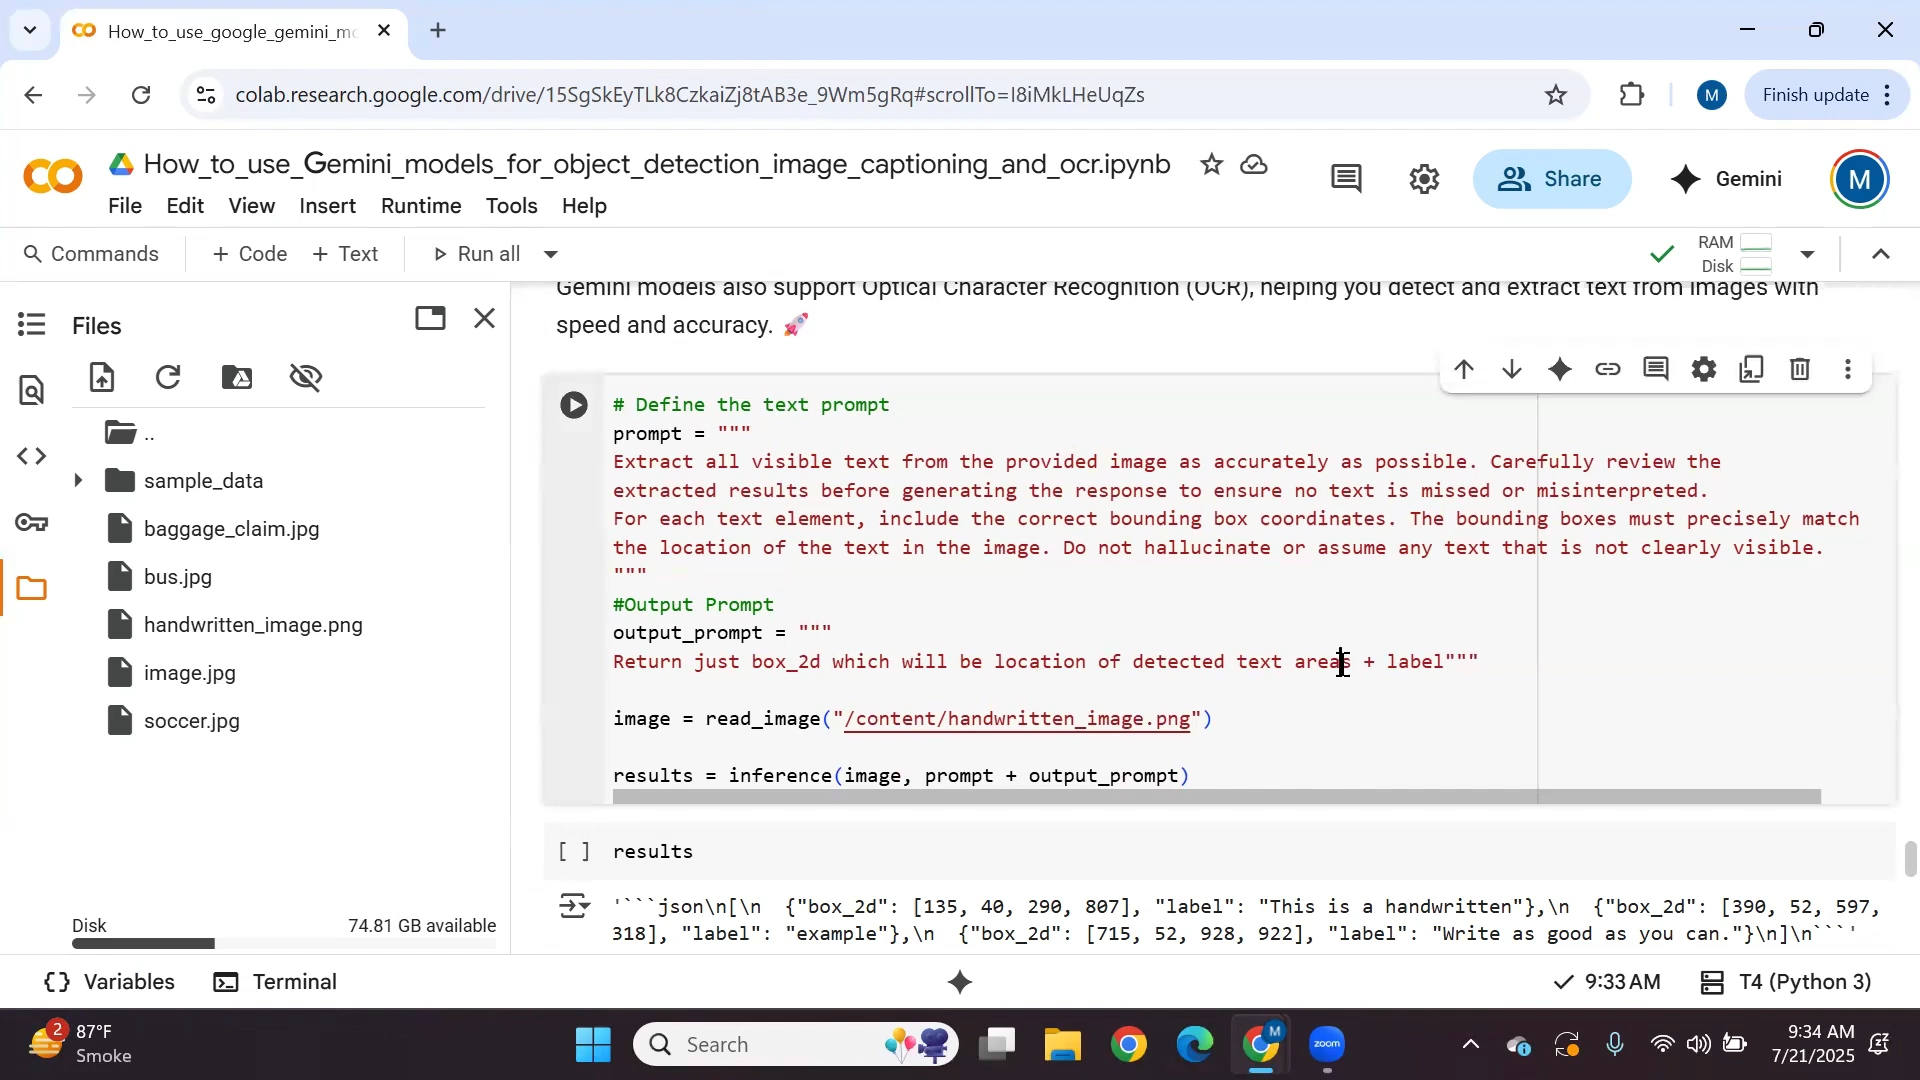 How_to_use_google_gemini_mo
colab.research.google.com/drive/15SgSkEyTLk8CzkaiZj8tAB3e_9Wm5gRq#scrollTo=I8iMkLHeUqZs
M
Finish update
How_to_use_Gemini_models_for_object_detection_image_captioning_and_ocr.ipynb
Share
Gemini
M
File Edit View Insert Runtime Tools Help
Commands
+ Code + Text
Run all
RAM
Disk
Files
..
sample_data
baggage_claim.jpg
bus.jpg
handwritten_image.png
image.jpg
soccer.jpg
Disk 74.81 GB available
Gemini models also support Optical Character Recognition (OCR), helping you detect and extract text from images with
speed and accuracy. 🚀
# Define the text prompt
prompt = """
Extract all visible text from the provided image as accurately as possible. Carefully review the
extracted results before generating the response to ensure no text is missed or misinterpreted.
For each text element, include the correct bounding box coordinates. The bounding boxes must precisely match
the location of the text in the image. Do not hallucinate or assume any text that is not clearly visible.
"""
#Output Prompt
output_prompt = """
Return just box_2d which will be location of detected text areas + label"""
image = read_image("/content/handwritten_image.png")
results = inference(image, prompt + output_prompt)
[ ] results
'```json\n[\n {"box_2d": [135, 40, 290, 807], "label": "This is a handwritten"},\n {"box_2d": [390, 52, 597,
318], "label": "example"},\n {"box_2d": [715, 52, 928, 922], "label": "Write as good as you can."}\n]\n```'
{} Variables
Terminal
9:33 AM
T4 (Python 3)
2
87°F
Smoke
Search
M
zoom
9:34 AM
7/21/2025